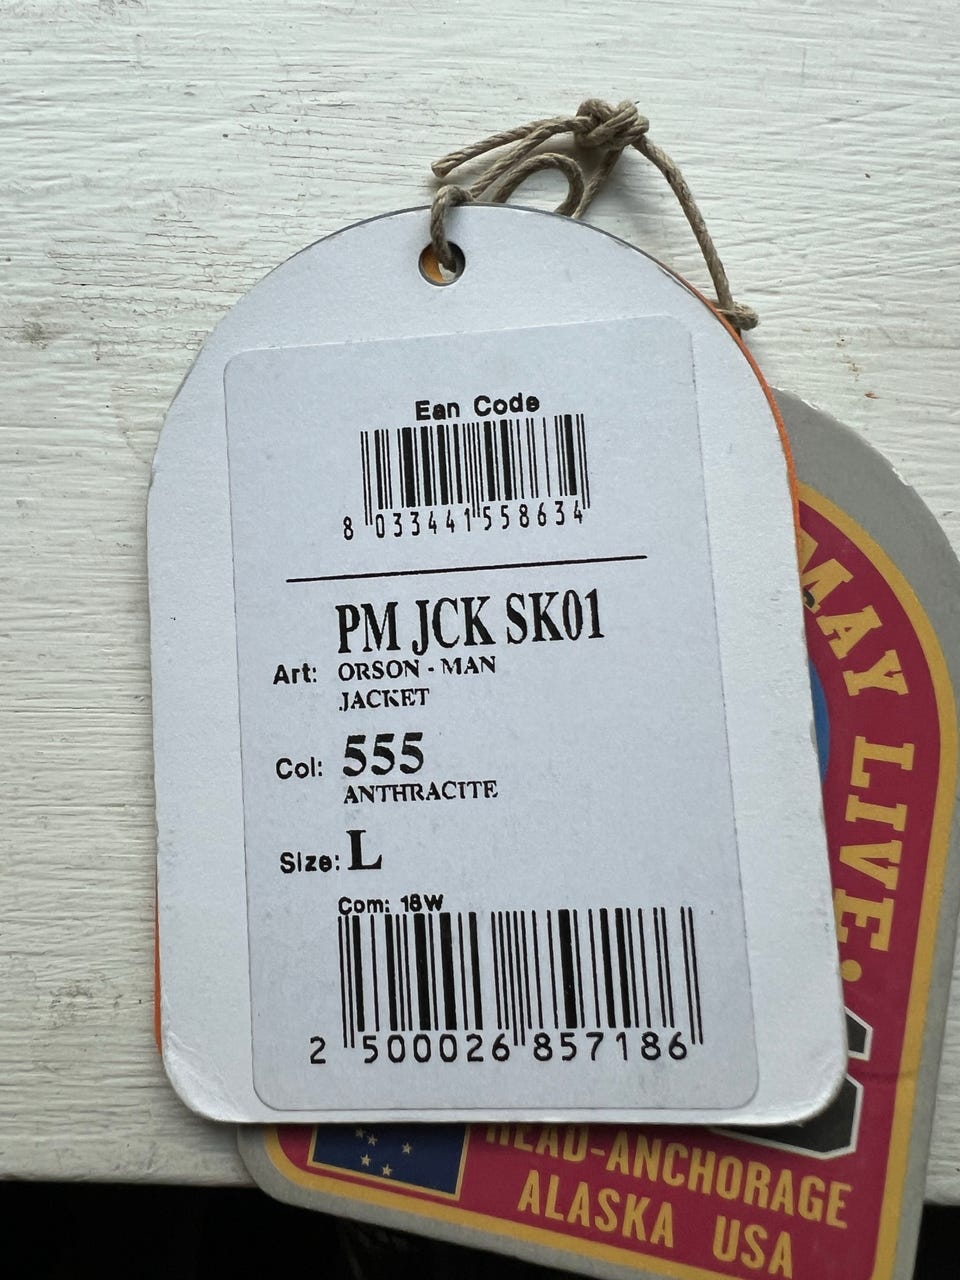 Ean Code
8 033441 558634
PM JCK SK01
Art: ORSON - MAN
JACKET
Col: 555
ANTHRACITE
Size: L
Com: 18W
2 500026 857186
MAY LIVE
HEAD-ANCHORAGE
ALASKA USA